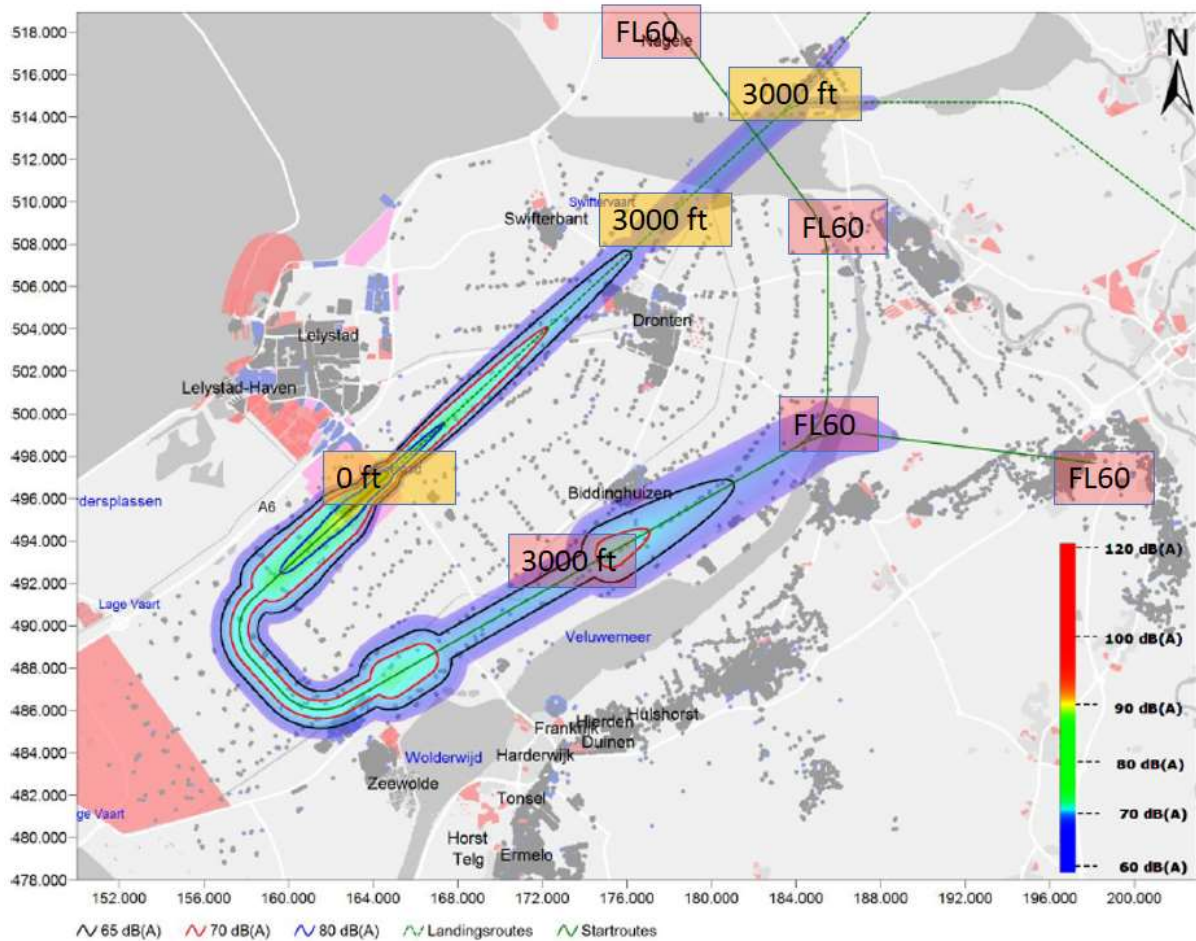 518.000
FL60
Nagele
N
516.000
3000 ft
514.000
512.000
510.000
Swiftervaart
3000 ft
Swifterbant
FL60
508.000
506.000
504.000
Lelystad
Dronten
502.000
Lelystad-Haven
500.000
FL60
498.000
0 ft
FL60
496.000
dersplassen
A6
Biddinghuizen
494.000
3000 ft
120 dB(A)
492.000
Lage Vaart
490.000
Veluwemeer
100 dB(A)
488.000
90 dB(A)
486.000
Hulshorst
Frankrijk
Hierden
Duinen
484.000
Wolderwijd
Harderwijk
80 dB(A)
Zeewolde
482.000
Tonsel
ge Vaart
70 dB(A)
480.000
Horst
Telg
Ermelo
60 dB(A)
478.000
152.000 156.000 160.000 164.000 168.000 172.000 176.000 180.000 184.000 188.000 192.000 196.000 200.000
65 dB(A) 70 dB(A) 80 dB(A) Landingsroutes Startroutes